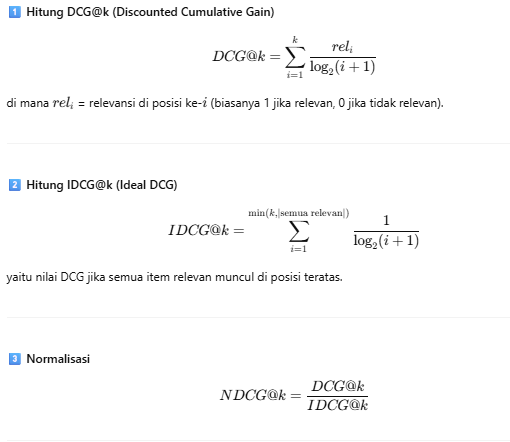 1 Hitung DCG@k (Discounted Cumulative Gain)
DCG@k = \sum_{i=1}^{k} \frac{rel_i}{\log_2(i+1)}
di mana rel_i = relevansi di posisi ke-i (biasanya 1 jika relevan, 0 jika tidak relevan).
2 Hitung IDCG@k (Ideal DCG)
IDCG@k = \sum_{i=1}^{min(k,|semua relevan|)} \frac{1}{\log_2(i+1)}
yaitu nilai DCG jika semua item relevan muncul di posisi teratas.
3 Normalisasi
NDCG@k = \frac{DCG@k}{IDCG@k}